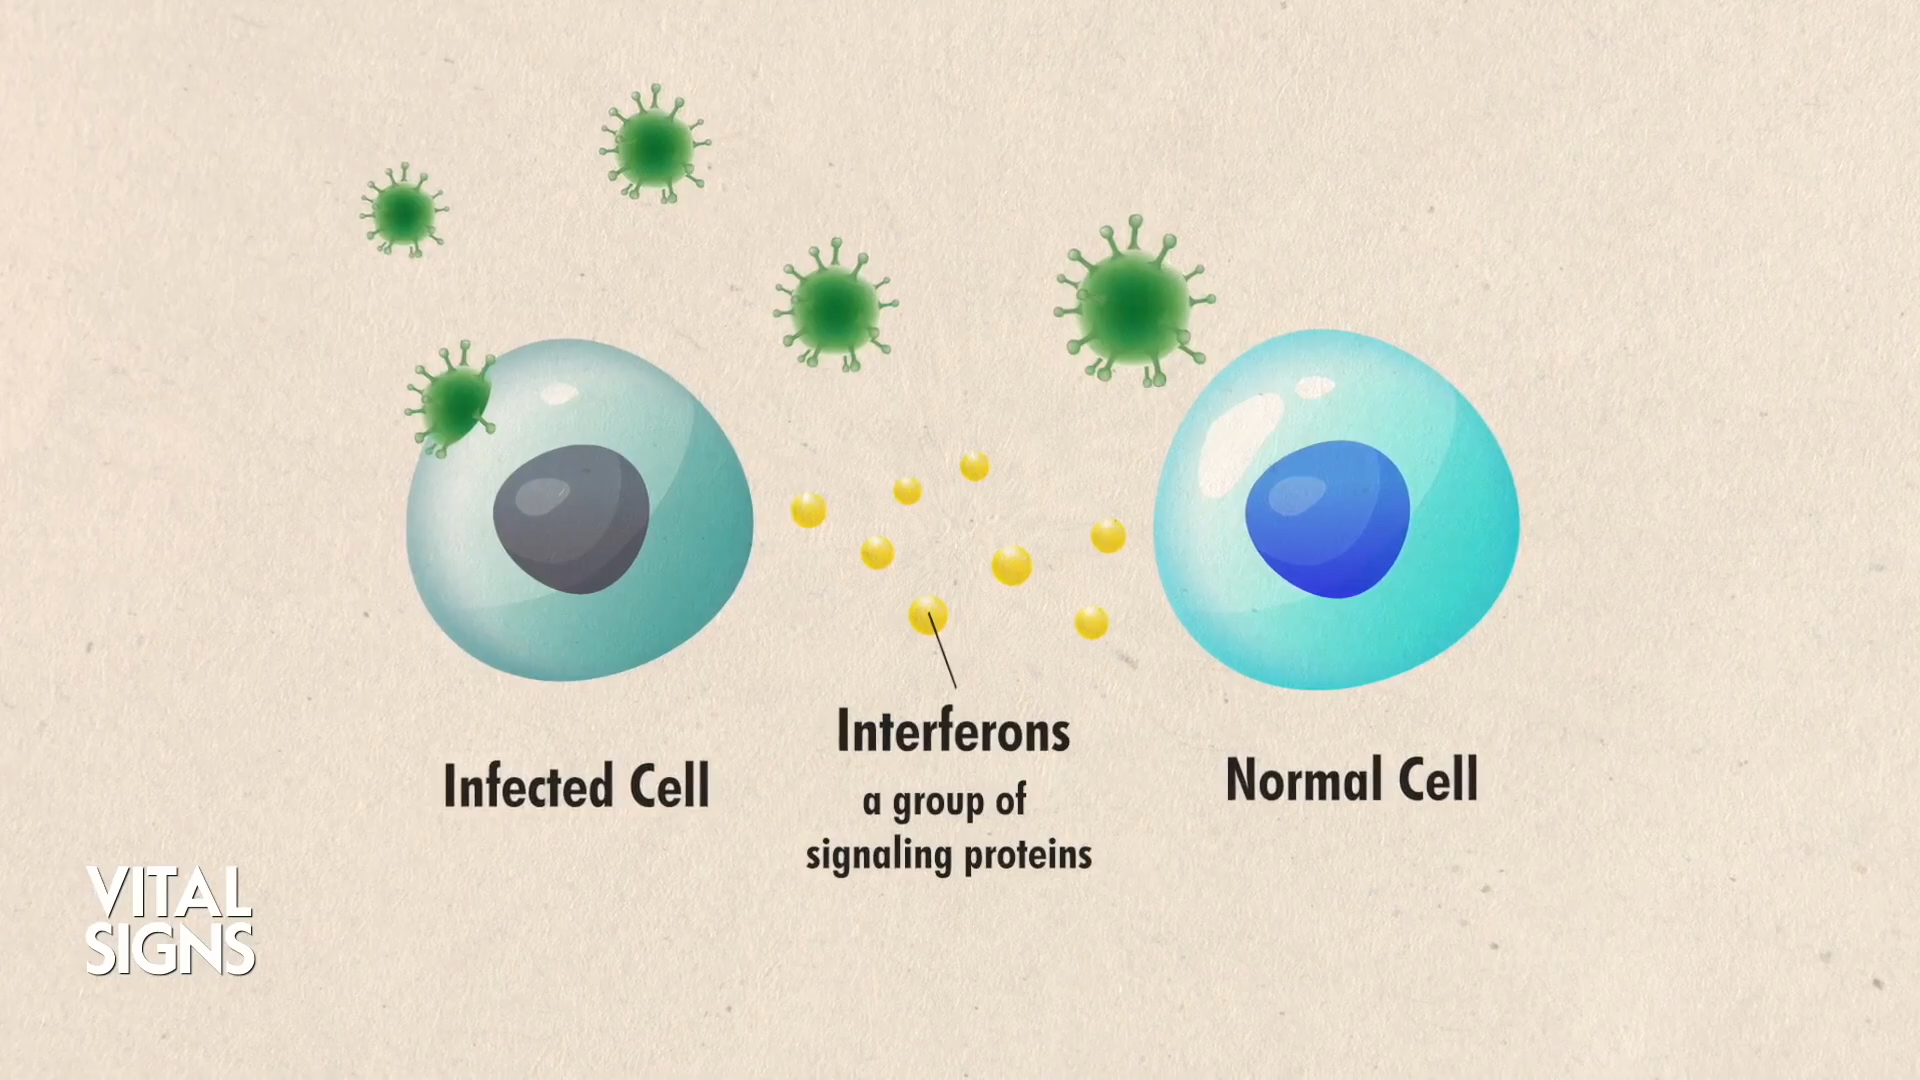 Infected Cell
Interferons
a group of
signaling proteins
Normal Cell
VITAL
SIGNS